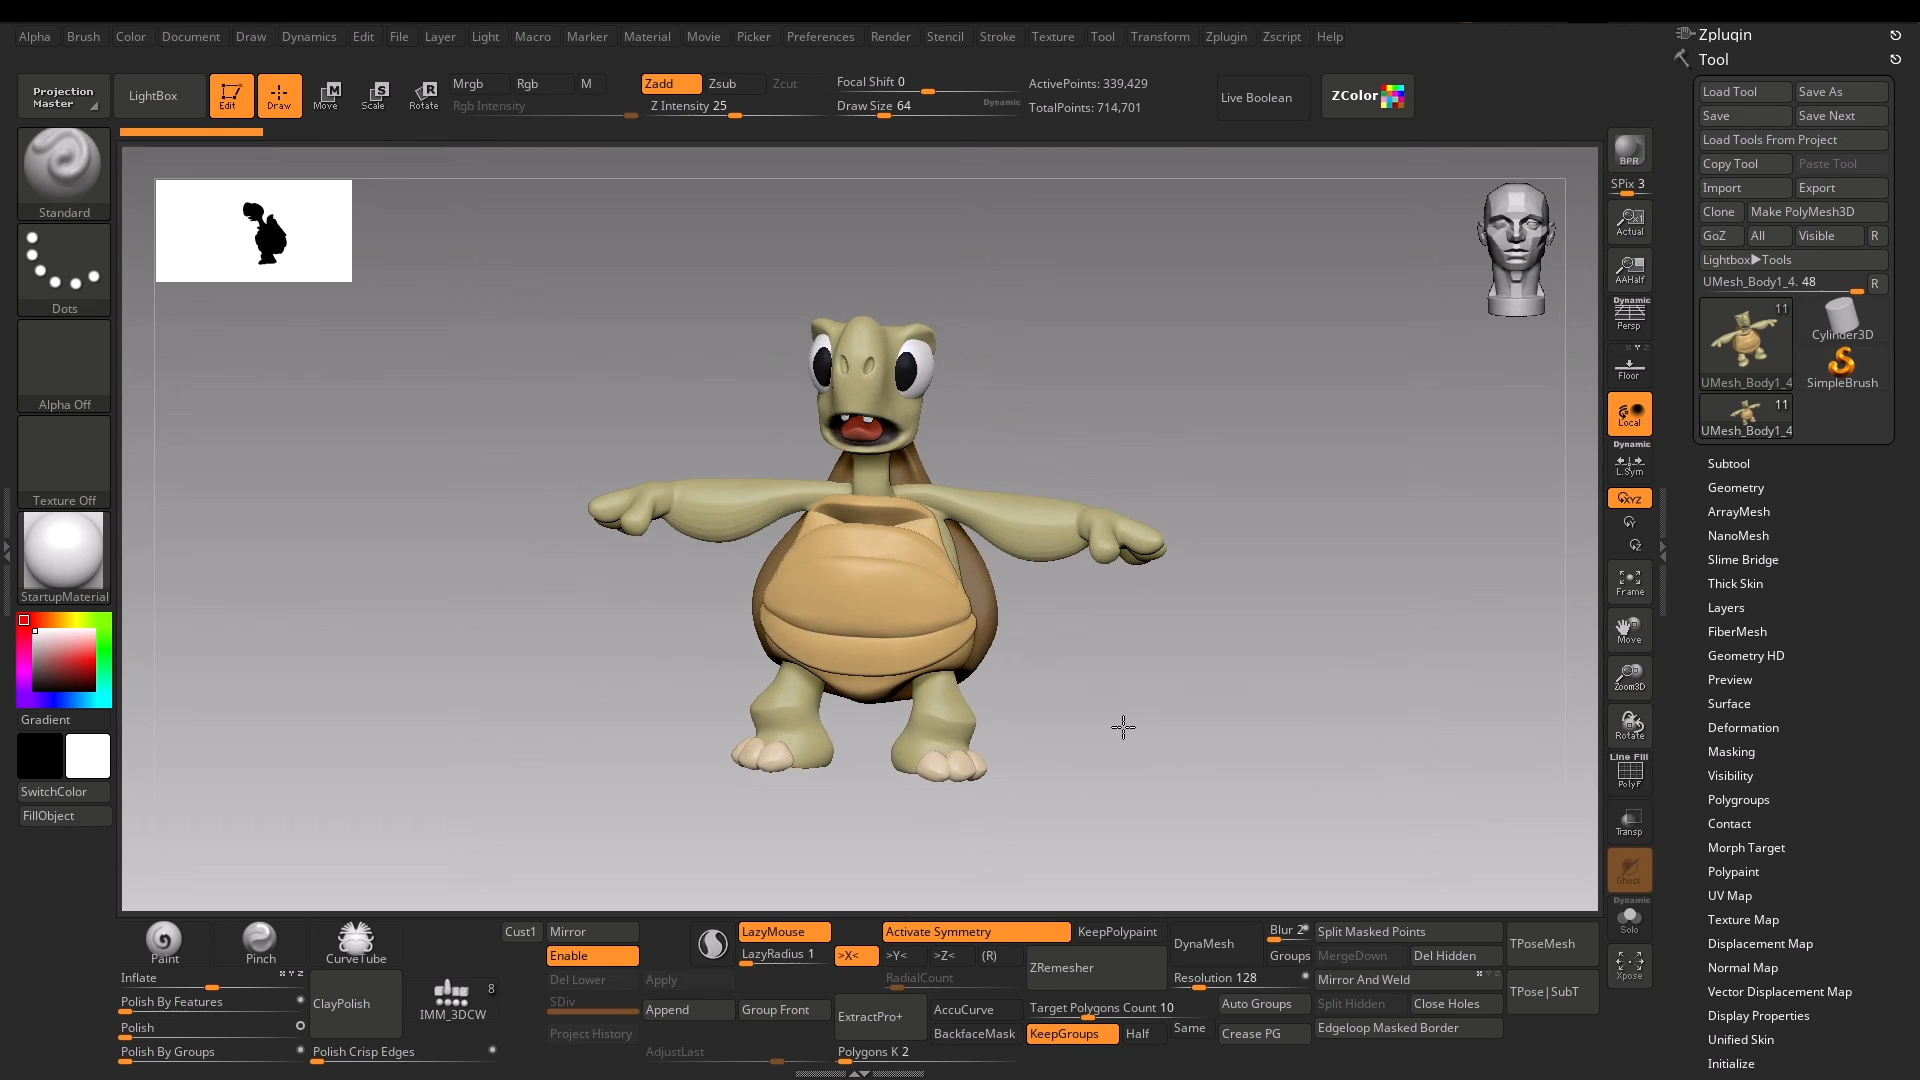 Alpha Brush Color Document Draw Dynamics Edit File Layer Light Macro Marker Material Movie Picker Preferences Render Stencil Stroke Texture Tool Transform Zplugin Zscript Help
Projection Master
LightBox
Edit
Draw
Move
Scale
Rotate
Mrgb Rgb M
Rgb Intensity
Zadd Zsub Zcut
Z Intensity 25
Focal Shift 0
Draw Size 64
Dynamic
ActivePoints: 339,429
TotalPoints: 714,701
Live Boolean
ZColor
Standard
Dots
Alpha Off
Texture Off
StartupMaterial
Gradient
SwitchColor
FillObject
BPR
SPix 3
Actual
AAHalf
Dynamic
Persp
Floor
Local
Dynamic
L.Sym
XYZ
Y
Z
Frame
Move
Zoom3D
Rotate
Line Fill
PolyF
Transp
Ghost
Dynamic
Solo
Xpose
Zplugin
Tool
Load Tool Save As
Save Save Next
Load Tools From Project
Copy Tool Paste Tool
Import Export
Clone Make PolyMesh3D
GoZ All Visible R
Lightbox▶Tools
UMesh_Body1_4. 48 R
11
UMesh_Body1_4
Cylinder3D
SimpleBrush
11
UMesh_Body1_4
Subtool
Geometry
ArrayMesh
NanoMesh
Slime Bridge
Thick Skin
Layers
FiberMesh
Geometry HD
Preview
Surface
Deformation
Masking
Visibility
Polygroups
Contact
Morph Target
Polypaint
UV Map
Texture Map
Displacement Map
Normal Map
Vector Displacement Map
Display Properties
Unified Skin
Initialize
Paint
Pinch
CurveTube
Inflate
X Y Z
Polish By Features
Polish
Polish By Groups
ClayPolish
Polish Crisp Edges
8
IMM_3DCW
Cust1
Mirror
Enable
Del Lower
SDiv
Project History
Apply
Append
AdjustLast
LazyMouse
LazyRadius 1
Group Front
ExtractPro+
Polygons K 2
Activate Symmetry
>X< >Y< >Z< (R)
RadialCount
AccuCurve
BackfaceMask
KeepPolypaint
ZRemesher
Target Polygons Count 10
KeepGroups
Half
Same
DynaMesh
Blur 2
Groups
Resolution 128
Auto Groups
Crease PG
Split Masked Points
MergeDown Del Hidden
Mirror And Weld
Split Hidden Close Holes
Edgeloop Masked Border
TPoseMesh
TPose|SubT